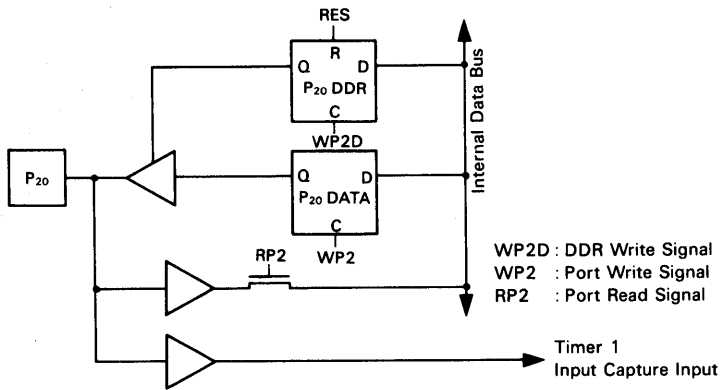 RES
R
Q D
P20 DDR
C
WP2D
Internal Data Bus
P20
Q D
P20 DATA
C
WP2
RP2
WP2D : DDR Write Signal
WP2 : Port Write Signal
RP2 : Port Read Signal
Timer 1
Input Capture Input